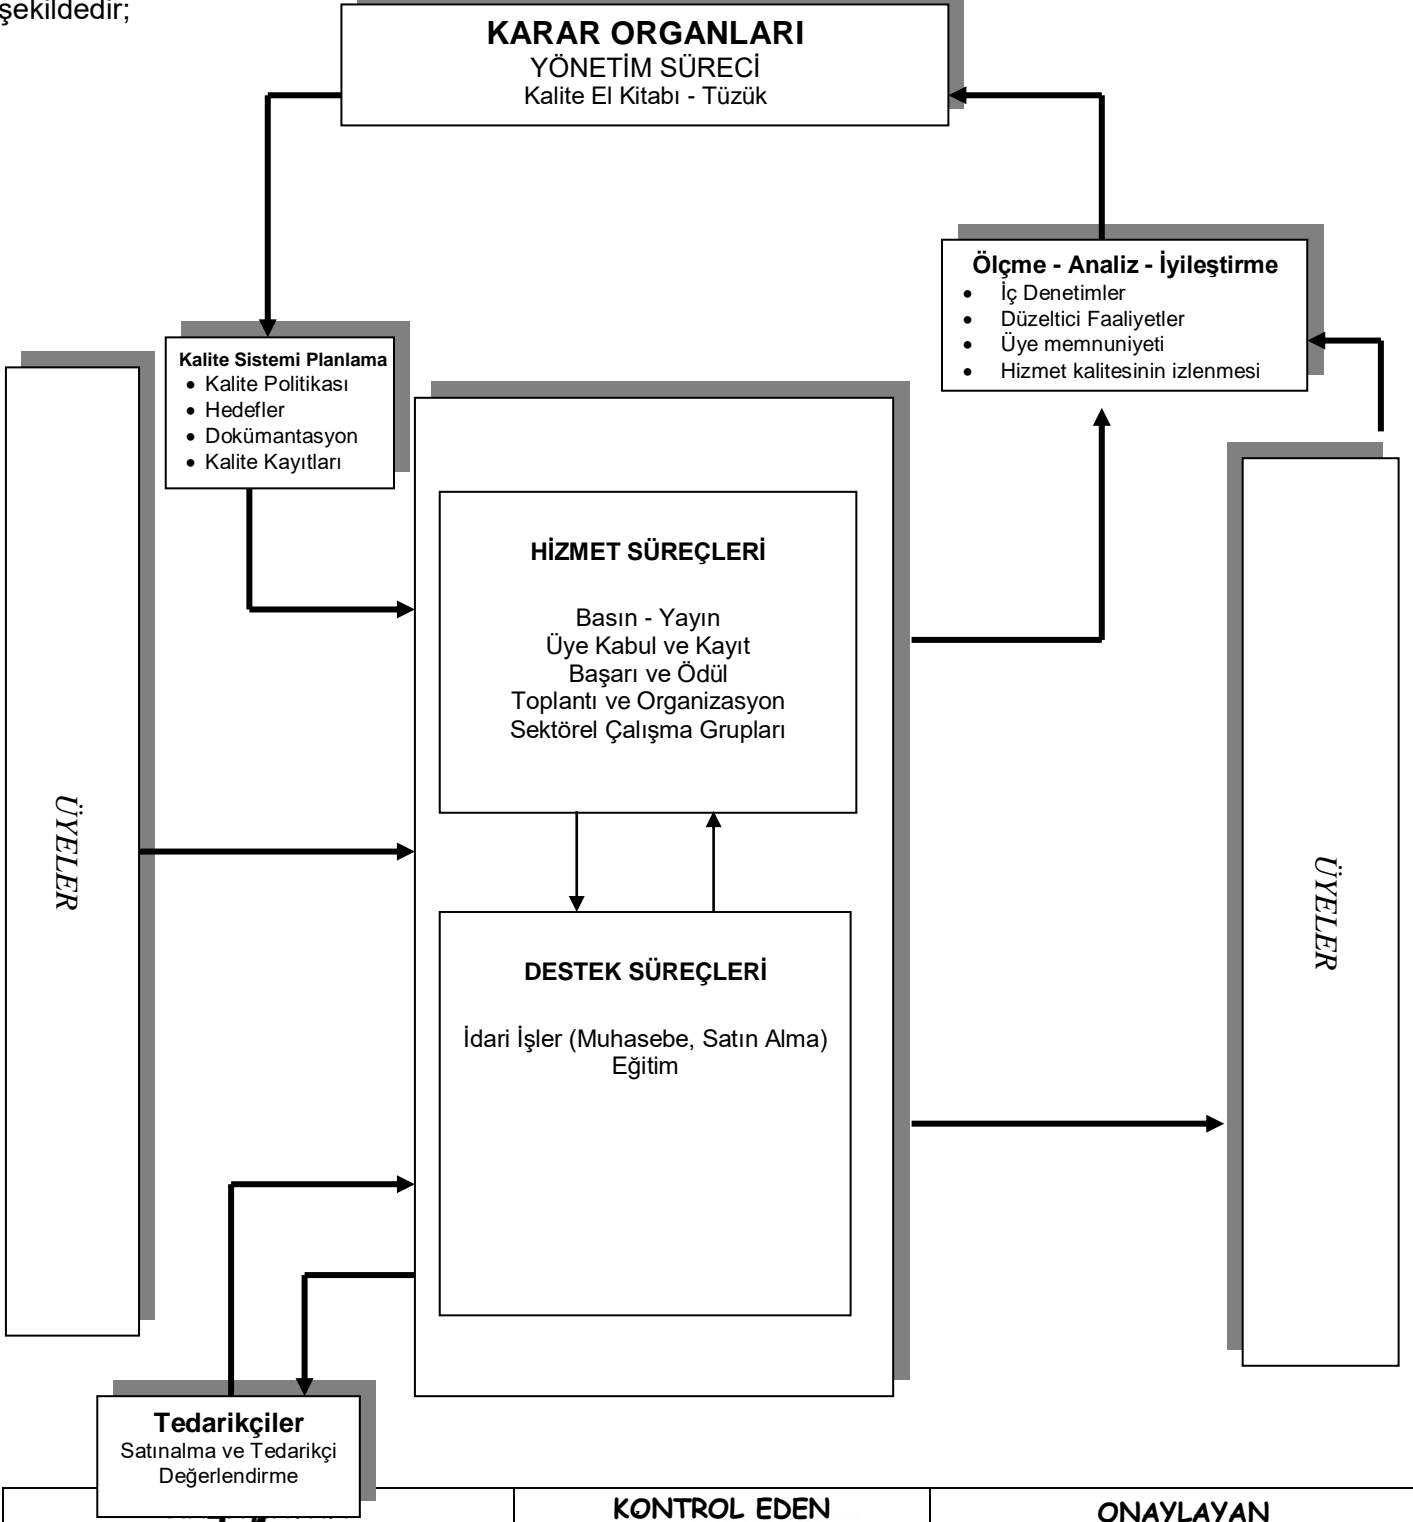 şekildedir;
KARAR ORGANLARI
YÖNETİM SÜRECİ
Kalite El Kitabı - Tüzük
Ölçme - Analiz - İyileştirme
• İç Denetimler
• Düzeltici Faaliyetler
• Üye memnuniyeti
• Hizmet kalitesinin izlenmesi
Kalite Sistemi Planlama
• Kalite Politikası
• Hedefler
• Dokümantasyon
• Kalite Kayıtları
HİZMET SÜREÇLERİ
Basın - Yayın
Üye Kabul ve Kayıt
Başarı ve Ödül
Toplantı ve Organizasyon
Sektörel Çalışma Grupları
ÜYELER
ÜYELER
DESTEK SÜREÇLERİ
İdari İşler (Muhasebe, Satın Alma)
Eğitim
Tedarikçiler
Satınalma ve Tedarikçi
Değerlendirme
KONTROL EDEN
ONAYLAYAN